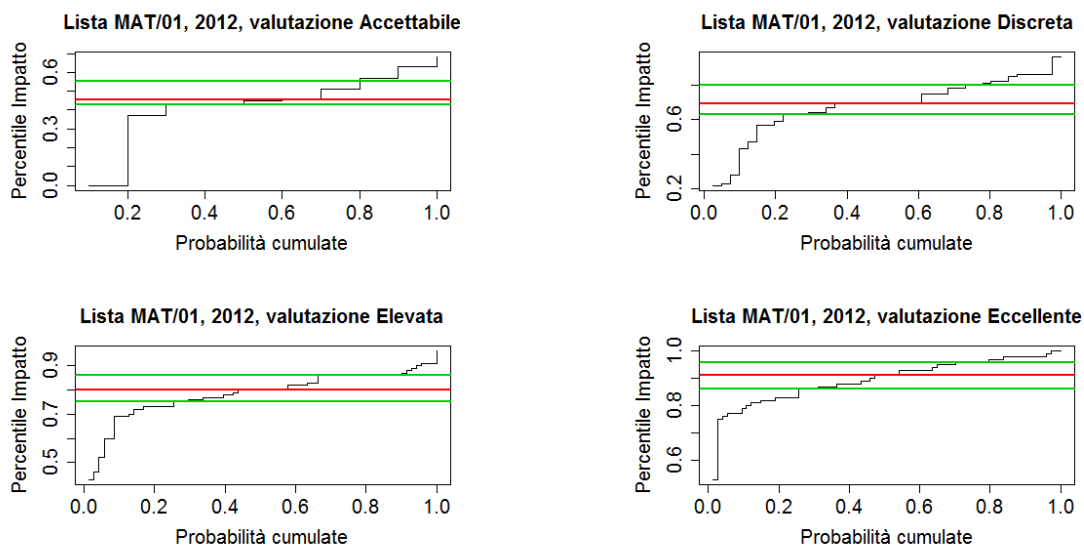 Lista MAT/01, 2012, valutazione Accettabile
Percentile Impatto
0.0 0.3 0.6
0.2 0.4 0.6 0.8 1.0
Probabilità cumulate
Lista MAT/01, 2012, valutazione Discreta
Percentile Impatto
0.2 0.6
0.0 0.2 0.4 0.6 0.8 1.0
Probabilità cumulate
Lista MAT/01, 2012, valutazione Elevata
Percentile Impatto
0.5 0.7 0.9
0.0 0.2 0.4 0.6 0.8 1.0
Probabilità cumulate
Lista MAT/01, 2012, valutazione Eccellente
Percentile Impatto
0.6 0.8 1.0
0.0 0.2 0.4 0.6 0.8 1.0
Probabilità cumulate